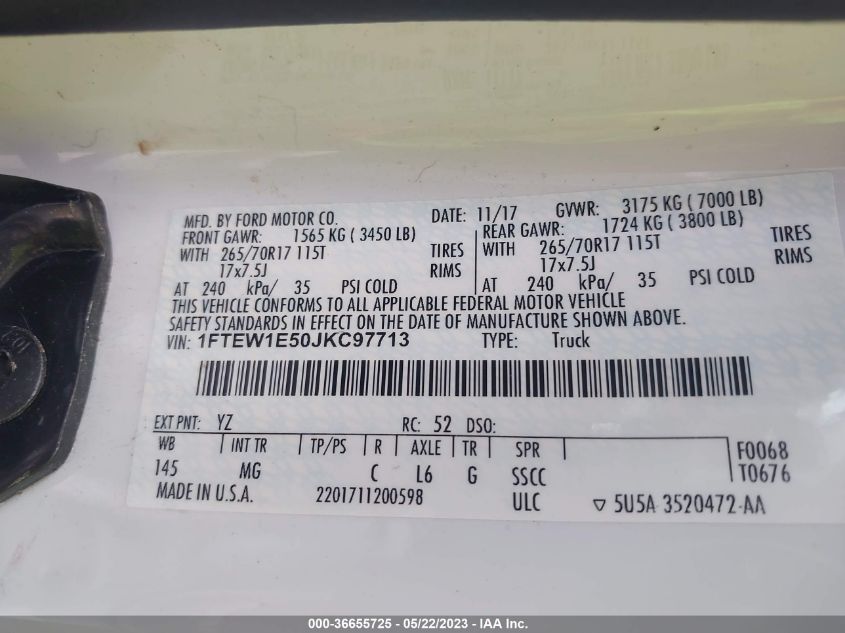 MFD. BY FORD MOTOR CO. DATE: 11/17 GVWR: 3175 KG ( 7000 LB)
FRONT GAWR: 1565 KG ( 3450 LB) REAR GAWR: 1724 KG ( 3800 LB)
WITH 265/70R17 115T TIRES WITH 265/70R17 115T TIRES
17x7.5J RIMS 17x7.5J RIMS
AT 240 kPa/ 35 PSI COLD AT 240 kPa/ 35 PSI COLD
THIS VEHICLE CONFORMS TO ALL APPLICABLE FEDERAL MOTOR VEHICLE
SAFETY STANDARDS IN EFFECT ON THE DATE OF MANUFACTURE SHOWN ABOVE.
VIN: 1FTEW1E50JKC97713 TYPE: Truck
EXT PNT: YZ RC: 52 DSO:
WB INT TR TP/PS R AXLE TR SPR F0068
145 MG C L6 G SSCC T0676
MADE IN U.S.A. 2201711200598 ULC ▽ 5U5A-3520472-AA
000-36655725 - 05/22/2023 - IAA Inc.